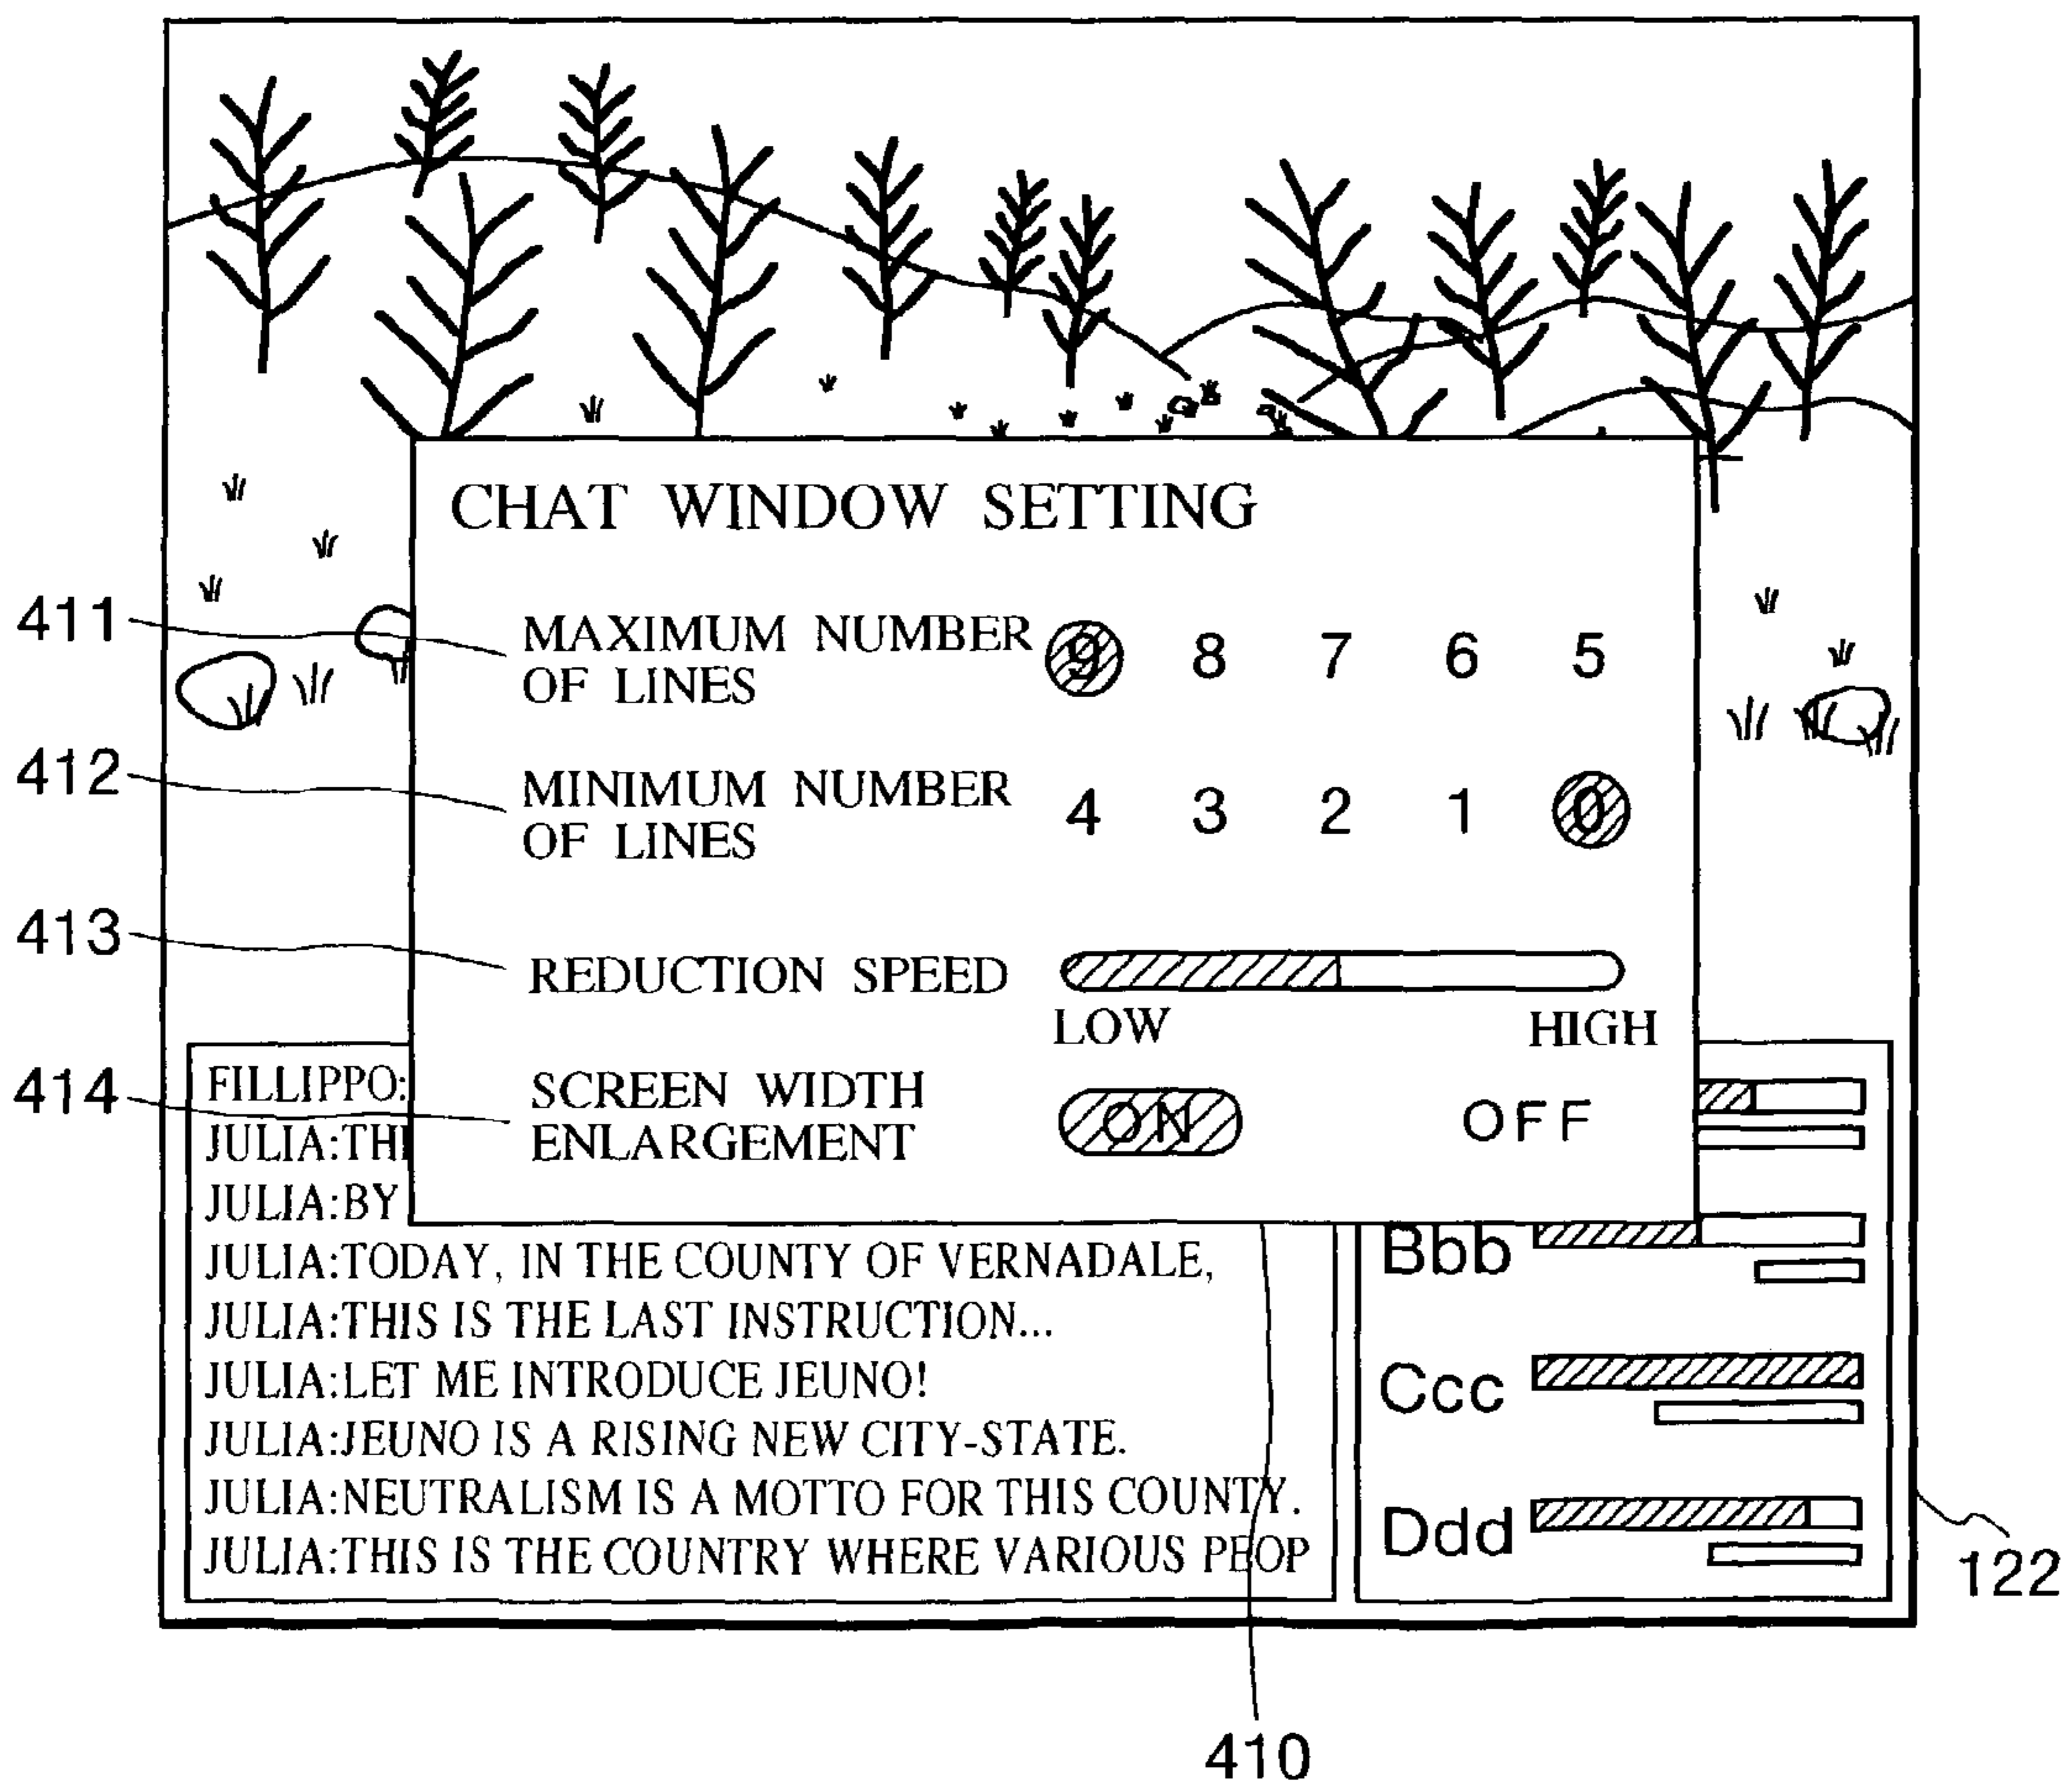 CHAT WINDOW SETTING
411
MAXIMUM NUMBER OF LINES 9 8 7 6 5
412
MINIMUM NUMBER OF LINES 4 3 2 1 0
413
REDUCTION SPEED
LOW HIGH
414
SCREEN WIDTH ENLARGEMENT ON OFF
FILLIPPO:
JULIA:TH
JULIA:BY
JULIA:TODAY, IN THE COUNTY OF VERNADALE,
JULIA:THIS IS THE LAST INSTRUCTION...
JULIA:LET ME INTRODUCE JEUNO!
JULIA:JEUNO IS A RISING NEW CITY-STATE.
JULIA:NEUTRALISM IS A MOTTO FOR THIS COUNTY.
JULIA:THIS IS THE COUNTRY WHERE VARIOUS PEOP
Bbb
Ccc
Ddd
122
410